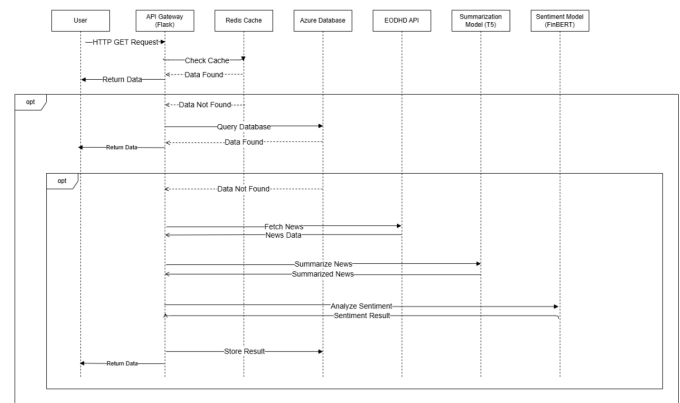 User
API Gateway
(Flask)
Redis Cache
Azure Database
EODHD API
Summarization
Model (T5)
Sentiment Model
(FinBERT)
HTTP GET Request
Check Cache
Data Found
Return Data
opt
Data Not Found
Query Database
Data Found
Return Data
opt
Data Not Found
Fetch News
News Data
Summarize News
Summarized News
Analyze Sentiment
Sentiment Result
Store Result
Return Data